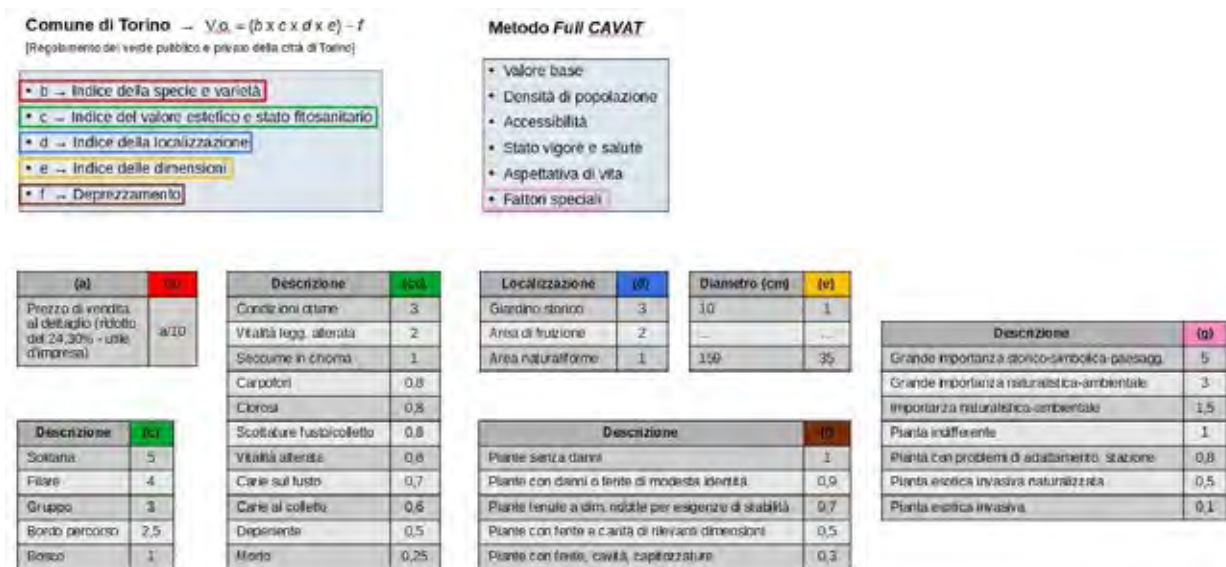 Comune di Torino → V.o. = (b x c x d x e) – f
[Regolamento del verde pubblico e privato della città di Torino]
• b → Indice della specie e varietà
• c → Indice del valore estetico e stato fitosanitario
• d → Indice della localizzazione
• e → Indice delle dimensioni
• f → Deprezzamento
Metodo Full CAVAT
• Valore base
• Densità di popolazione
• Accessibilità
• Stato vigore e salute
• Aspettativa di vita
• Fattori speciali
(a)
Prezzo di vendita al dettaglio (ridotto del 24,30% - utile d'impresa) a/10
Descrizione (c)
Solitaria 5
Filare 4
Gruppo 3
Bordo percorso 2,5
Bosco 1
Descrizione
Condizioni ottime 3
Vitalità legg. alterata 2
Seccume in chioma 1
Carpofori 0,8
Clorosi 0,8
Scottature fusto/colletto 0,8
Vitalità alterata 0,8
Carie sul fusto 0,7
Carie al colletto 0,6
Deperiente 0,5
Morto 0,25
Localizzazione (d)
Giardino storico 3
Area di fruizione 2
Area naturaliforme 1
Diametro (cm) (e)
10 1
... ...
159 35
Descrizione (f)
Piante senza danni 1
Piante con danni o ferite di modesta identità 0,9
Piante tenute a dim. ridotte per esigenze di stabilità 0,7
Piante con ferite e cavità di rilevanti dimensioni 0,5
Piante con ferite, cavità, capitozzature 0,3
Descrizione (g)
Grande importanza storico-simbolica-paesagg. 5
Grande importanza naturalistica-ambientale 3
Importanza naturalistica-ambientale 1,5
Pianta indifferente 1
Pianta con problemi di adattamento, stazione 0,8
Pianta esotica invasiva naturalizzata 0,5
Pianta esotica invasiva 0,1